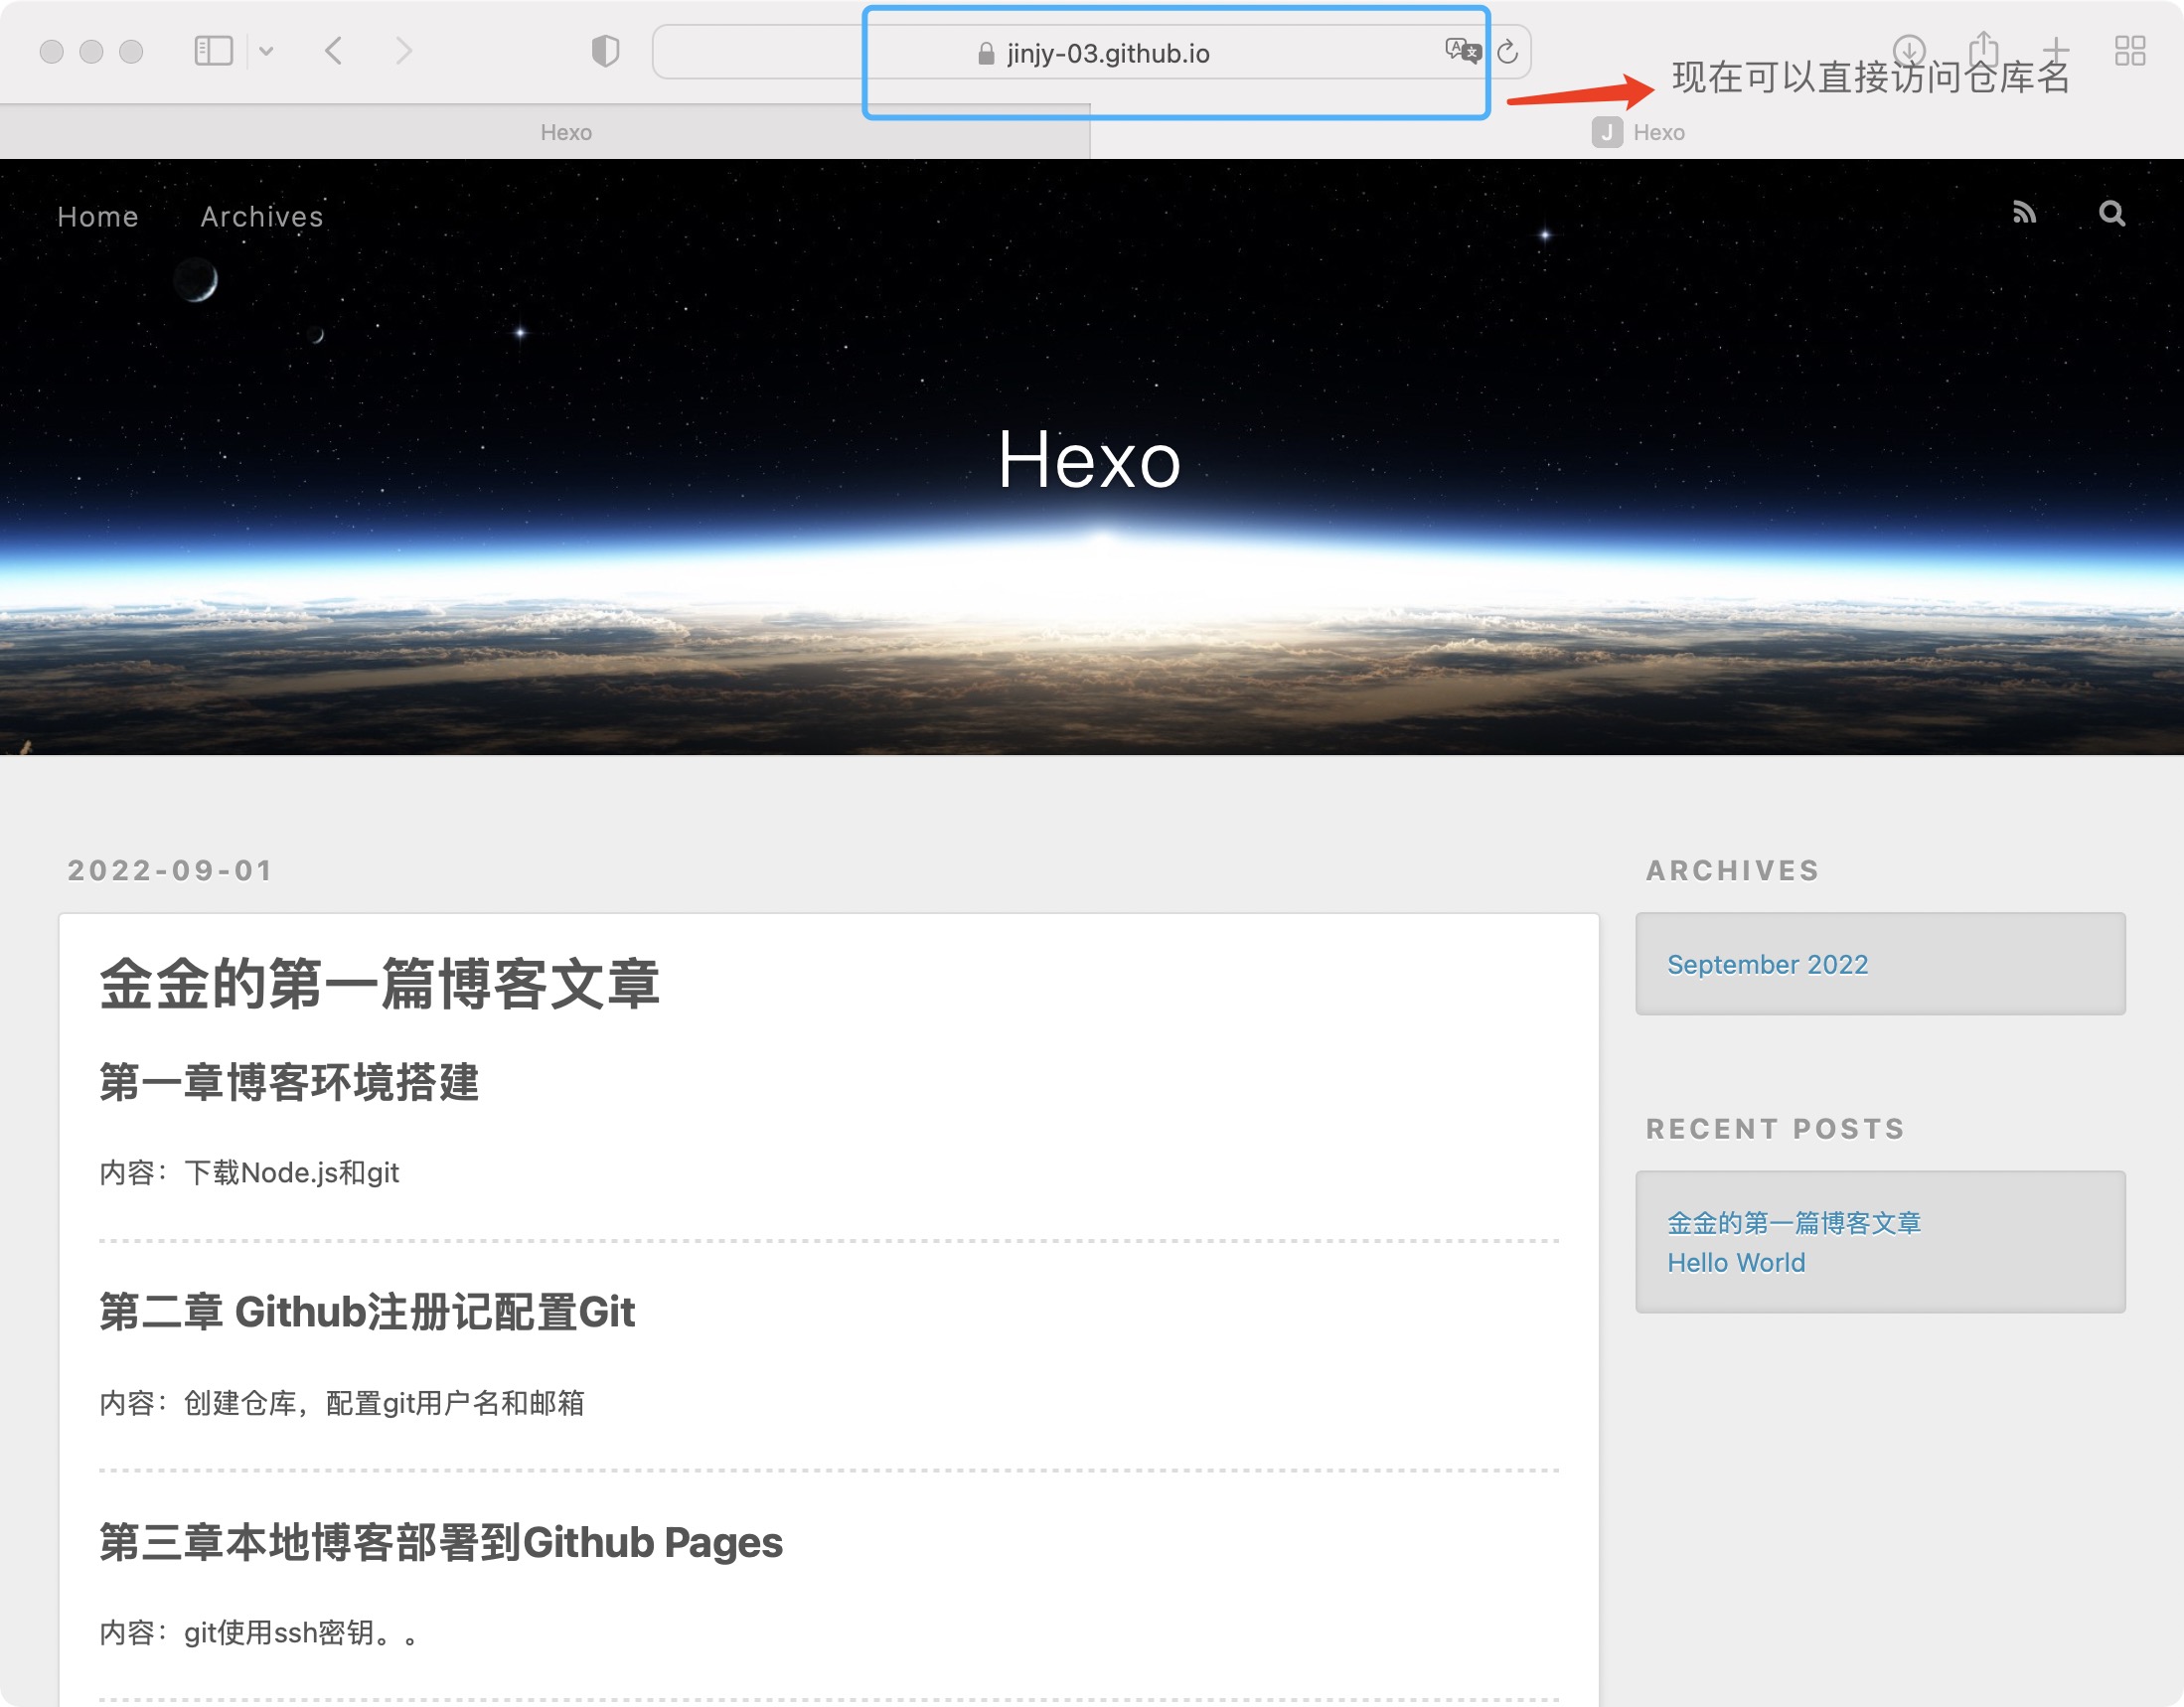 jinjy-03.github.io
现在可以直接访问仓库名
Hexo
J Hexo
Home Archives
Hexo
2022-09-01
金金的第一篇博客文章
第一章博客环境搭建
内容：下载Node.js和git
第二章 Github注册记配置Git
内容：创建仓库，配置git用户名和邮箱
第三章本地博客部署到Github Pages
内容：git使用ssh密钥。。
ARCHIVES
September 2022
RECENT POSTS
金金的第一篇博客文章
Hello World